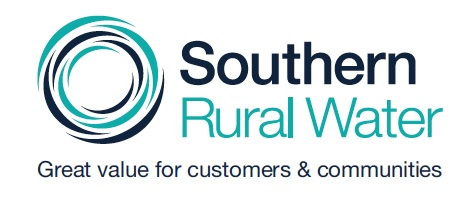 Southern
Rural Water
Great value for customers & communities